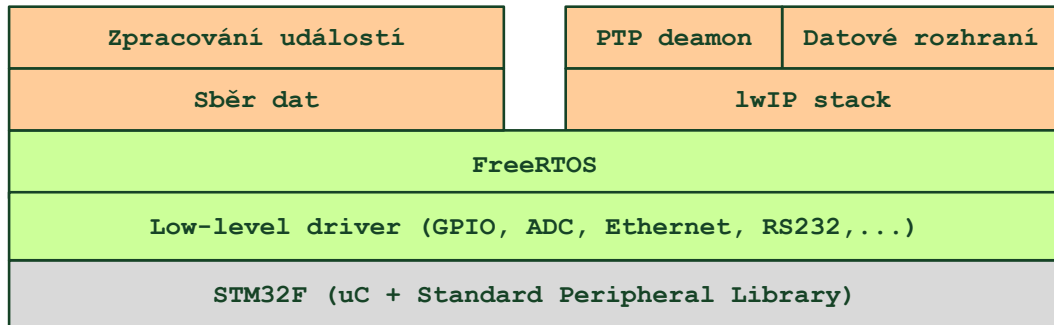 Zpracování událostí
PTP deamon
Datové rozhraní
Sběr dat
lwIP stack
FreeRTOS
Low-level driver (GPIO, ADC, Ethernet, RS232,...)
STM32F (uC + Standard Peripheral Library)